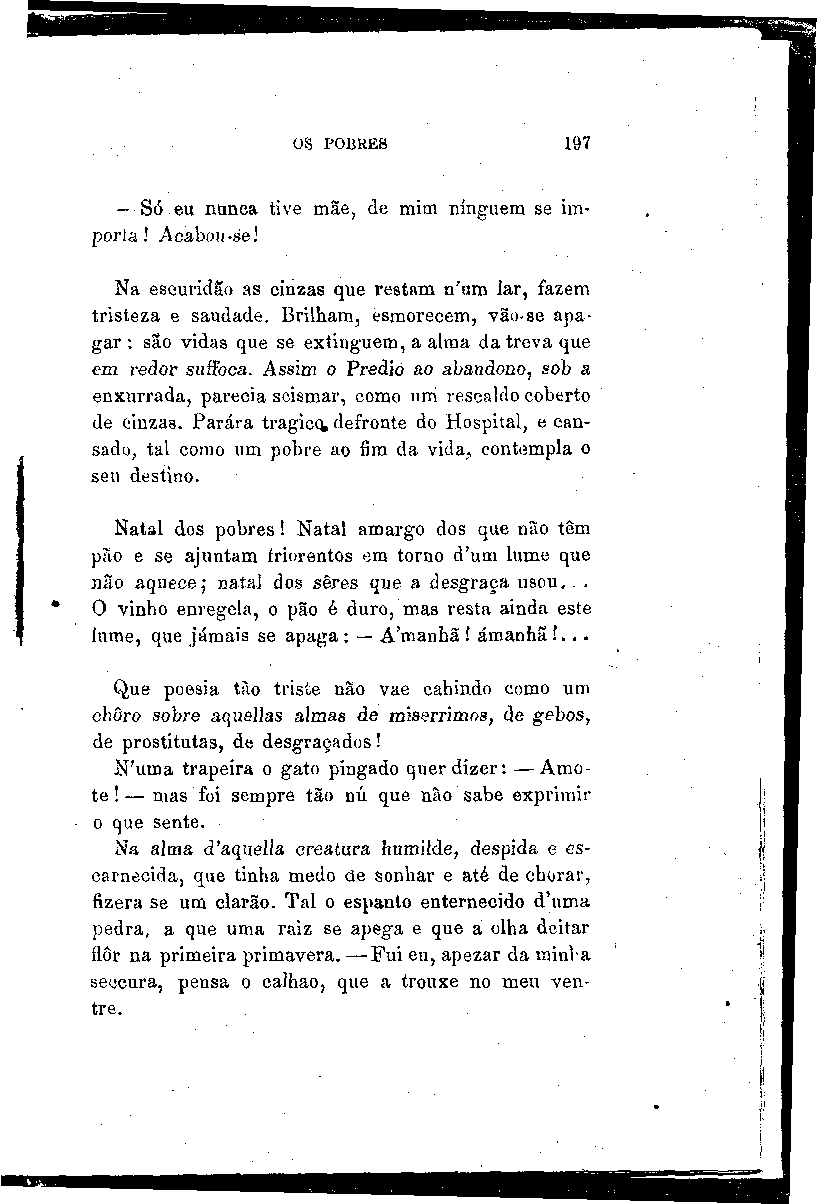 OS POBRES 197
— Só eu nunca tive mãe, de mim ninguem se im-
porta! Acabou-se!
Na escuridão as cinzas que restam n'um lar, fazem
tristeza e saudade. Brilham, esmorecem, vão-se apa-
gar: são vidas que se extinguem, a alma da treva que
em redor suffoca. Assim o Predio ao abandono, sob a
enxurrada, parecia scismar, como um rescaldo coberto
de cinzas. Parára tragico, defronte do Hospital, e can-
sado, tal como um pobre ao fim da vida, contempla o
seu destino.
Natal dos pobres! Natal amargo dos que não têm
pão e se ajuntam friorentos em torno d'um lume que
não aquece; natal dos sêres que a desgraça usou...
O vinho enregela, o pão é duro, mas resta ainda este
lume, que jámais se apaga: — A'manhã! ámanhã!...
Que poesia tão triste não vae cahindo como um
chôro sobre aquellas almas de miserrimos, de gebos,
de prostitutas, de desgraçados!
N'uma trapeira o gato pingado quer dizer: — Amo-
te! — mas foi sempre tão nú que não sabe exprimir
o que sente.
Na alma d'aquella creatura humilde, despida e es-
carnecida, que tinha medo de sonhar e até de chorar,
fizera se um clarão. Tal o espanto enternecido d'uma
pedra, a que uma raiz se apega e que a olha deitar
flôr na primeira primavera. — Fui eu, apezar da minha
seccura, pensa o calhao, que a trouxe no meu ven-
tre.